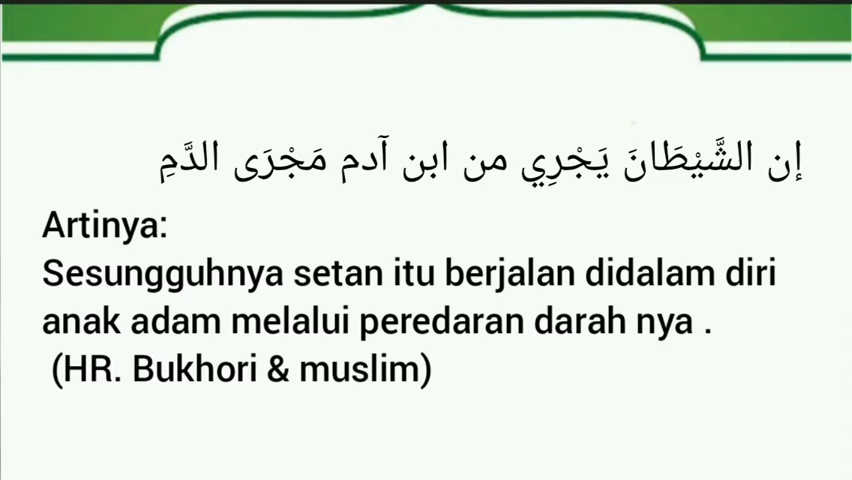 إن الشَّيْطَانَ يَجْرِي من ابن آدم مَجْرَى الدَّمِ
Artinya:
Sesungguhnya setan itu berjalan didalam diri
anak adam melalui peredaran darah nya .
(HR. Bukhori & muslim)